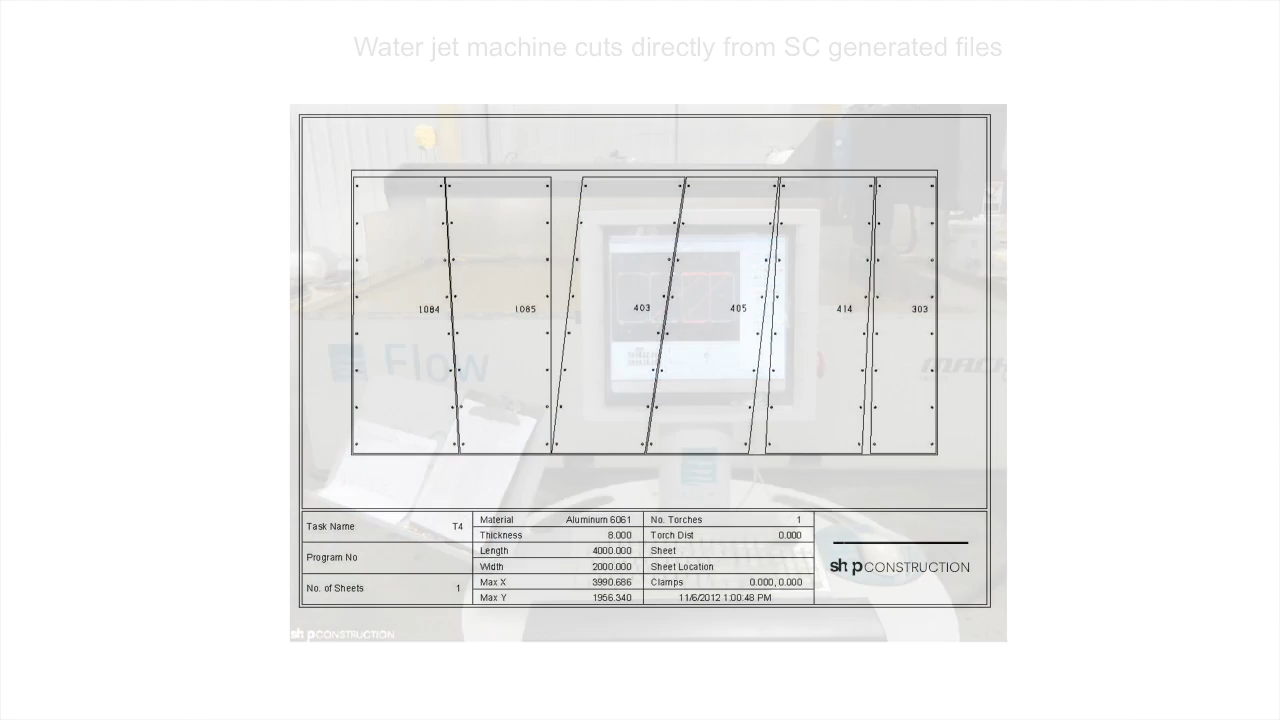 Water jet machine cuts directly from SC generated files
1084
1085
403
405
414
303
Flow
Task Name T4
Program No
No. of Sheets 1
Material Aluminum 6061
Thickness 8.000
Length 4000.000
Width 2000.000
Max X 3990.686
Max Y 1956.340
No. Torches 1
Torch Dist 0.000
Sheet
Sheet Location
Clamps 0.000, 0.000
11/6/2012 1:00:48 PM
sh pCONSTRUCTION
sh pCONSTRUCTION